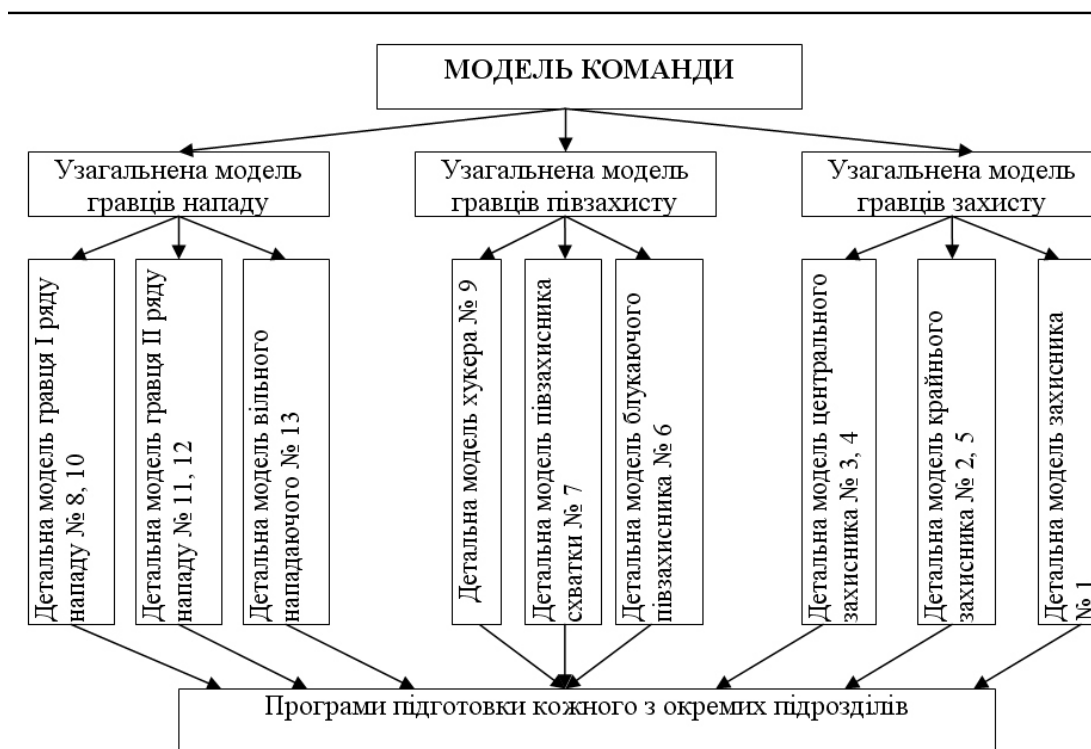 МОДЕЛЬ КОМАНДИ
Узагальнена модель
гравців нападу
Узагальнена модель
гравців півзахисту
Узагальнена модель
гравців захисту
Детальна модель гравця I ряду
нападу № 8, 10
Детальна модель гравця II ряду
нападу № 11, 12
Детальна модель вільного
нападаючого № 13
Детальна модель хукера № 9
Детальна модель півзахисника
схватки № 7
Детальна модель блукаючого
півзахисника № 6
Детальна модель центрального
захисника № 3, 4
Детальна модель крайнього
захисника № 2, 5
Детальна модель захисника
№ 1
Програми підготовки кожного з окремих підрозділів